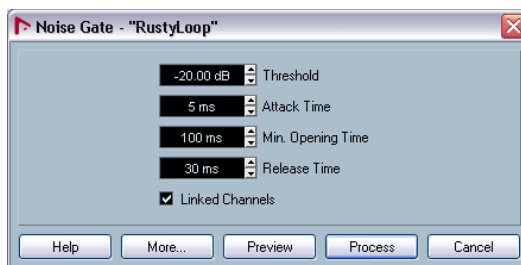 Noise Gate - "RustyLoop"
-20.00 dB Threshold
5 ms Attack Time
100 ms Min. Opening Time
30 ms Release Time
Linked Channels
Help More... Preview Process Cancel